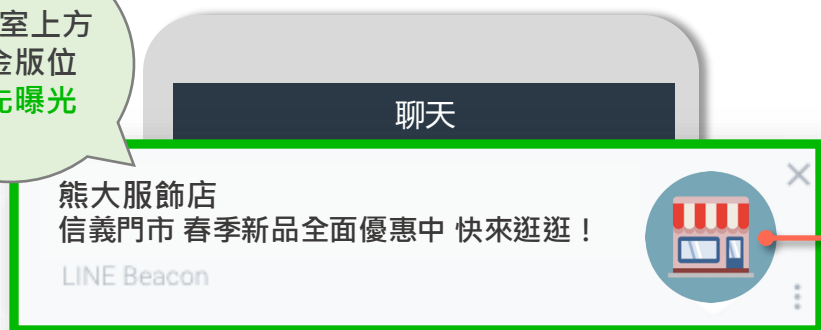 室上方
金版位
先曝光
聊天
熊大服飾店
信義門市 春季新品全面優惠中 快來逛逛！
LINE Beacon